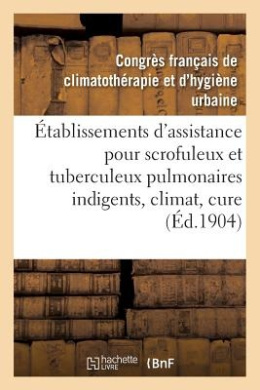 Congrès français de
climatothérapie et d'hygiène
urbaine
Établissements d'assistance
pour scrofuleux et tuberculeux pulmonaires
indigents, climat, cure
(Éd.1904)
hachette
LIVRE
(BnF